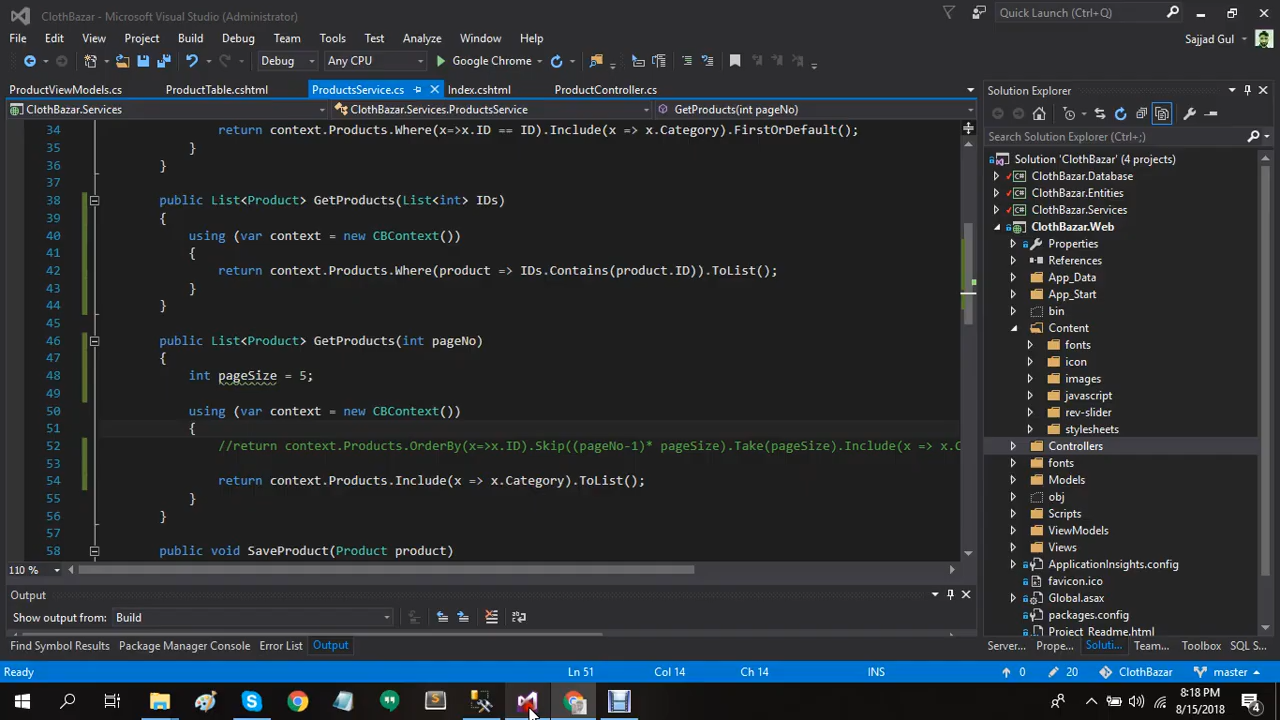 ClothBazar - Microsoft Visual Studio (Administrator)
Quick Launch (Ctrl+Q)
File Edit View Project Build Debug Team Tools Test Analyze Window Help
Sajjad Gul
Debug Any CPU Google Chrome
ProductViewModels.cs ProductTable.cshtml ProductsService.cs Index.cshtml ProductController.cs
ClothBazar.Services ClothBazar.Services.ProductsService GetProducts(int pageNo)
34 return context.Products.Where(x=>x.ID == ID).Include(x => x.Category).FirstOrDefault();
35 }
36 }
37
38 public List<Product> GetProducts(List<int> IDs)
39 {
40 using (var context = new CBContext())
41 {
42 return context.Products.Where(product => IDs.Contains(product.ID)).ToList();
43 }
44 }
45
46 public List<Product> GetProducts(int pageNo)
47 {
48 int pageSize = 5;
49
50 using (var context = new CBContext())
51 {
52 //return context.Products.OrderBy(x=>x.ID).Skip((pageNo-1)* pageSize).Take(pageSize).Include(x => x.C
53
54 return context.Products.Include(x => x.Category).ToList();
55 }
56 }
57
58 public void SaveProduct(Product product)
110 %
Output
Show output from: Build
Find Symbol Results Package Manager Console Error List Output
Solution Explorer
Search Solution Explorer (Ctrl+;)
Solution 'ClothBazar' (4 projects)
ClothBazar.Database
ClothBazar.Entities
ClothBazar.Services
ClothBazar.Web
Properties
References
App_Data
App_Start
bin
Content
fonts
icon
images
javascript
rev-slider
stylesheets
Controllers
fonts
Models
obj
Scripts
ViewModels
Views
ApplicationInsights.config
favicon.ico
Global.asax
packages.config
Project_Readme.html
Server... Prope... Soluti... Team... Toolbox SQL S...
Ready Ln 51 Col 14 Ch 14 INS 0 20 ClothBazar master
8:18 PM
8/15/2018
4